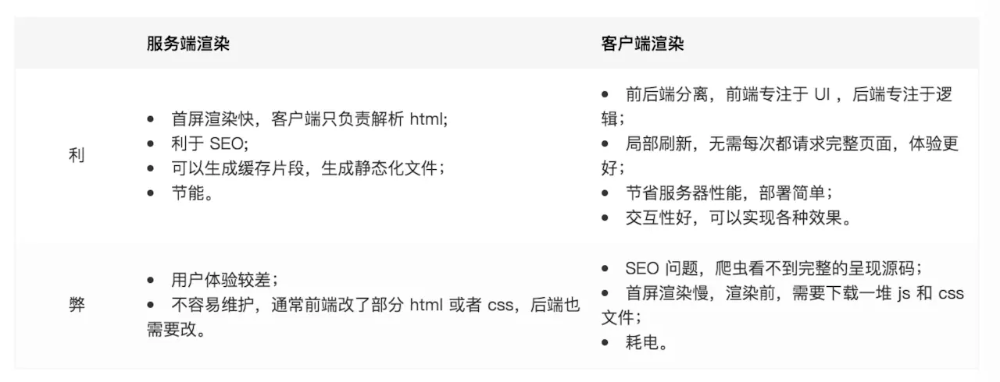 服务端渲染
客户端渲染
利
• 首屏渲染快，客户端只负责解析 html;
• 利于 SEO;
• 可以生成缓存片段，生成静态化文件；
• 节能。
• 前后端分离，前端专注于 UI ，后端专注于逻
辑；
• 局部刷新，无需每次都请求完整页面，体验更
好；
• 节省服务器性能，部署简单；
• 交互性好，可以实现各种效果。
弊
• 用户体验较差；
• 不容易维护，通常前端改了部分 html 或者 css，后端也
需要改。
• SEO 问题，爬虫看不到完整的呈现源码；
• 首屏渲染慢，渲染前，需要下载一堆 js 和 css
文件；
• 耗电。